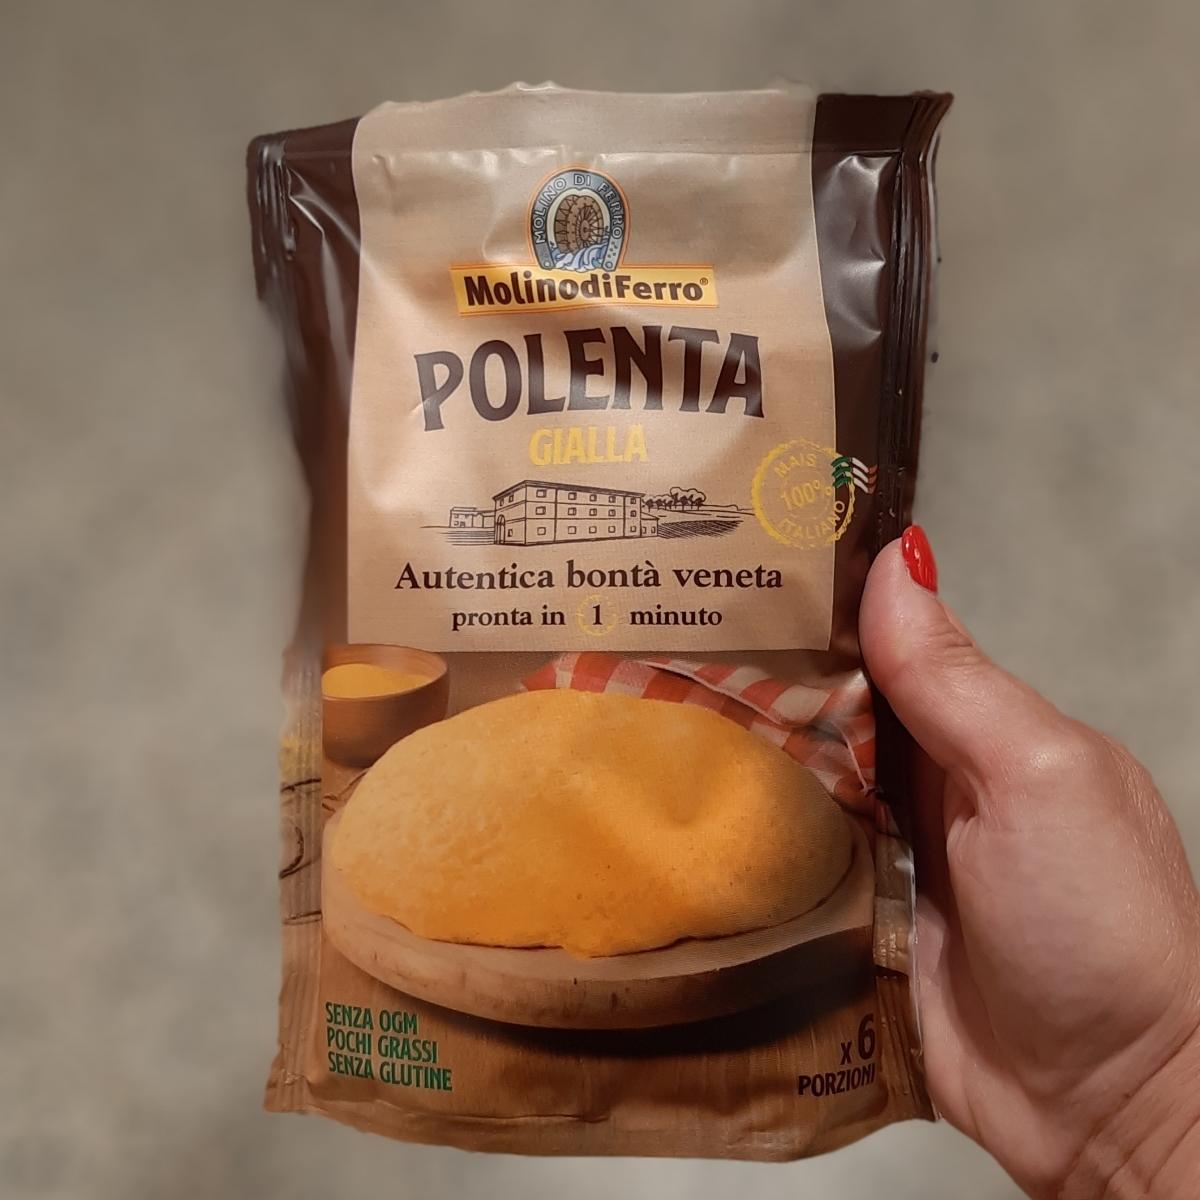 MOLINO DI FERRO
MolinodiFerro®
POLENTA
GIALLA
MAIS
100%
ITALIANO
Autentica bontà veneta
pronta in 1 minuto
SENZA OGM
POCHI GRASSI
SENZA GLUTINE
x 6
PORZIONI